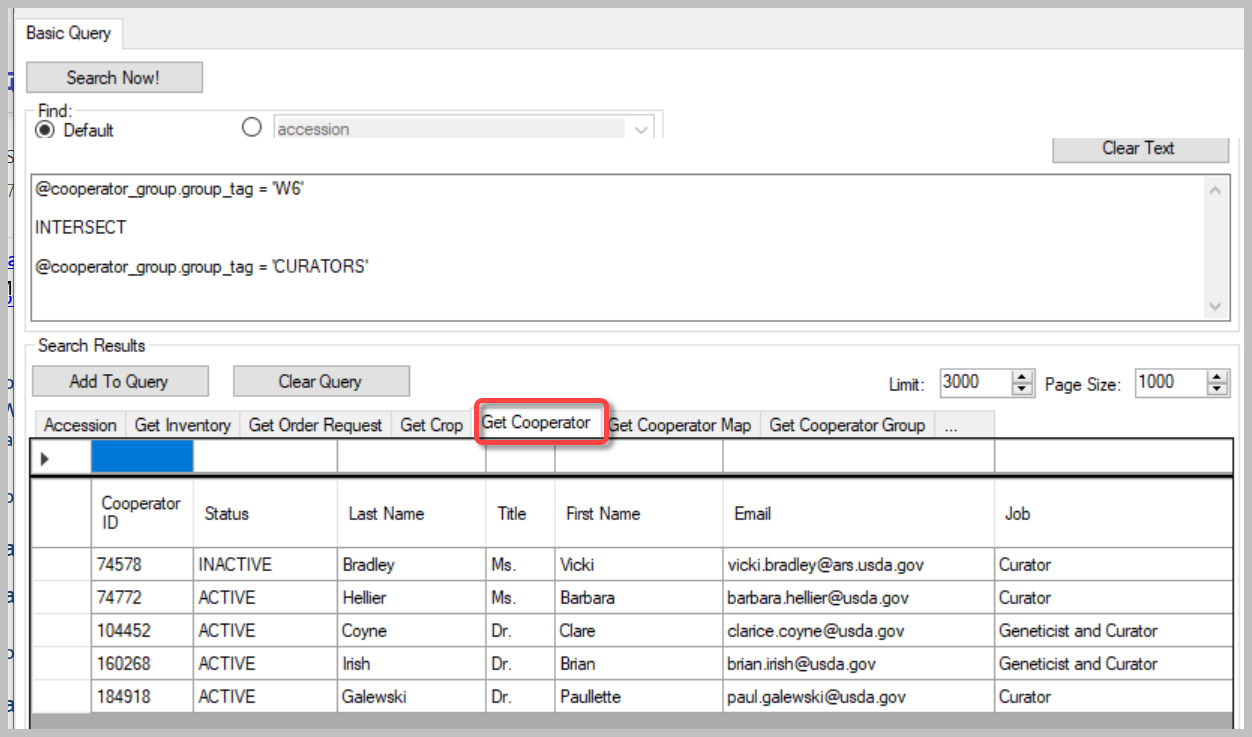 Basic Query
Search Now!
Find:
Default accession
Clear Text
@cooperator_group.group_tag = 'W6'
INTERSECT
@cooperator_group.group_tag = 'CURATORS'
Search Results
Add To Query Clear Query Limit: 3000 Page Size: 1000
Accession Get Inventory Get Order Request Get Crop Get Cooperator Get Cooperator Map Get Cooperator Group ...
Cooperator ID Status Last Name Title First Name Email Job
74578 INACTIVE Bradley Ms. Vicki vicki.bradley@ars.usda.gov Curator
74772 ACTIVE Hellier Ms. Barbara barbara.hellier@usda.gov Curator
104452 ACTIVE Coyne Dr. Clare clarice.coyne@usda.gov Geneticist and Curator
160268 ACTIVE Irish Dr. Brian brian.irish@usda.gov Geneticist and Curator
184918 ACTIVE Galewski Dr. Paullette paul.galewski@usda.gov Curator